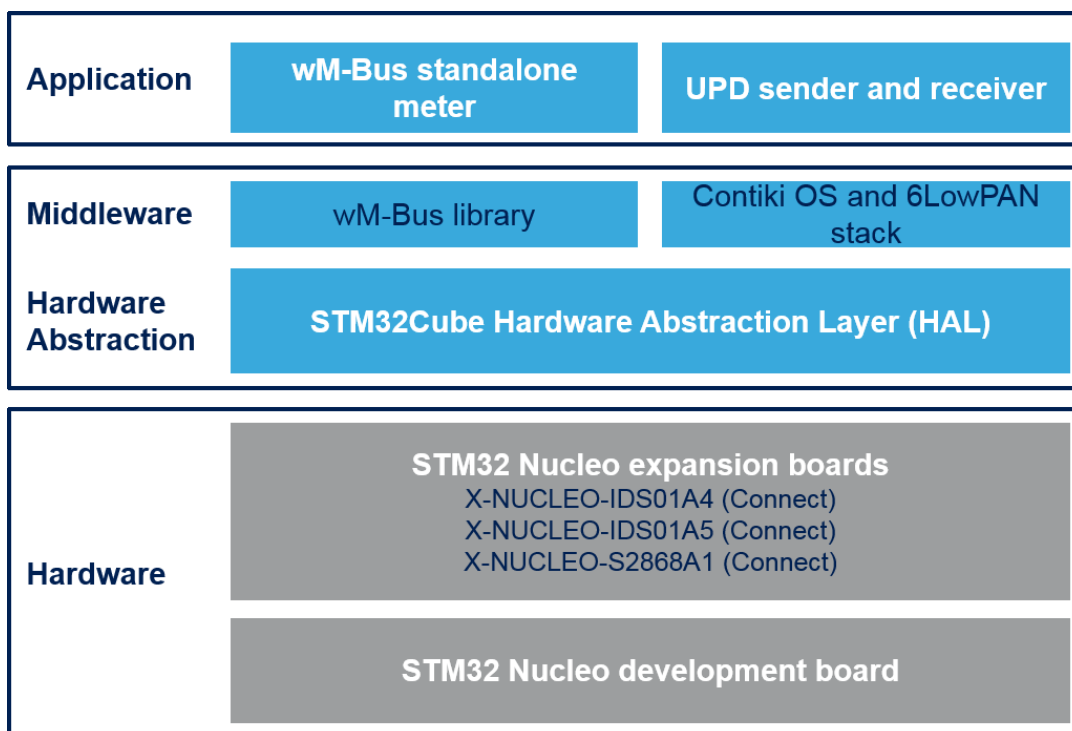 Application
wM-Bus standalone
meter
UPD sender and receiver
Middleware
wM-Bus library
Contiki OS and 6LowPAN
stack
Hardware
Abstraction
STM32Cube Hardware Abstraction Layer (HAL)
Hardware
STM32 Nucleo expansion boards
X-NUCLEO-IDS01A4 (Connect)
X-NUCLEO-IDS01A5 (Connect)
X-NUCLEO-S2868A1 (Connect)
STM32 Nucleo development board